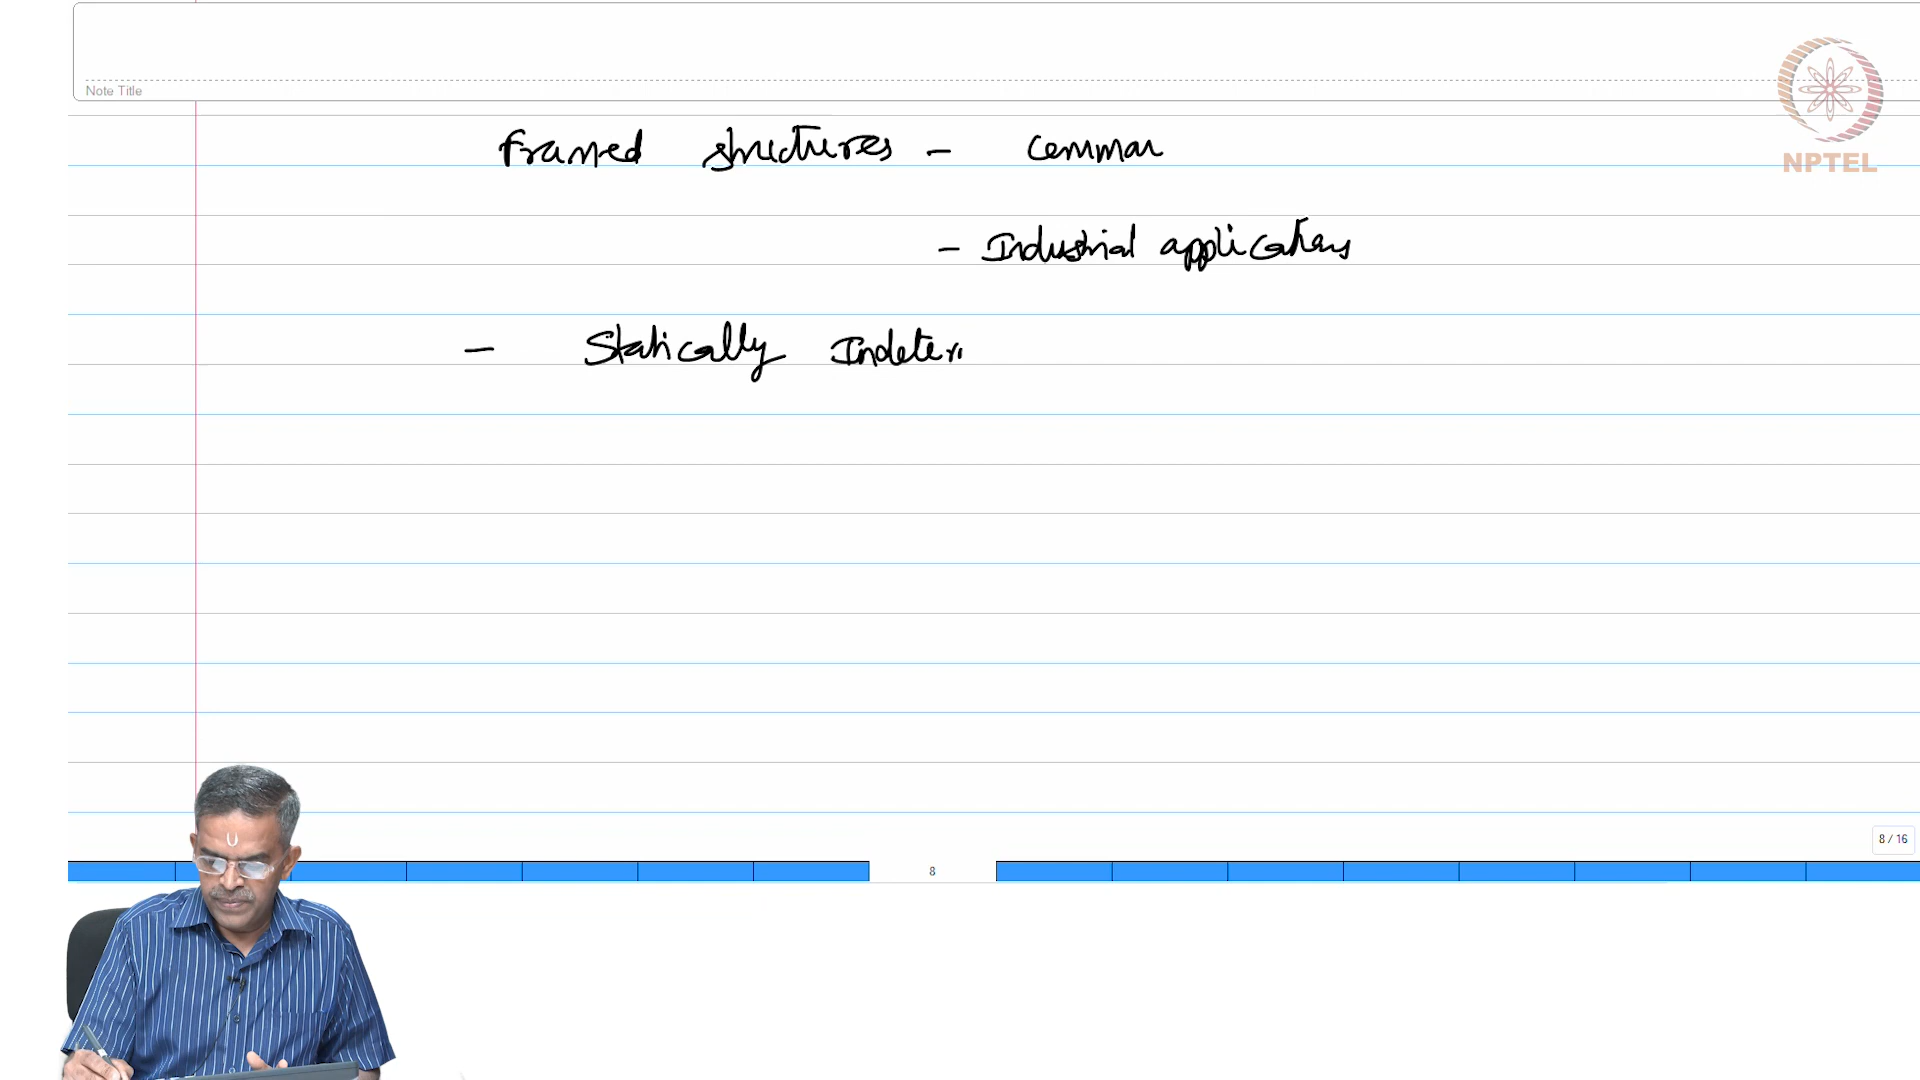 Note Title
NPTEL
framed structures - common
- Industrial applications
- Statically Indeter
8 / 16
8